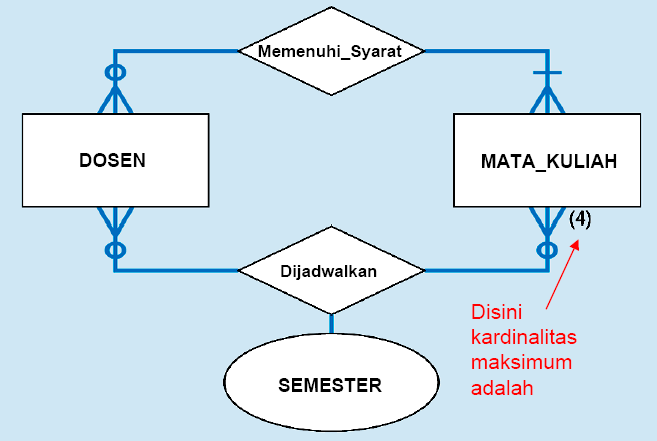 Memenuhi_Syarat
DOSEN
MATA_KULIAH
(4)
Dijadwalkan
Disini
kardinalitas
maksimum
adalah
SEMESTER